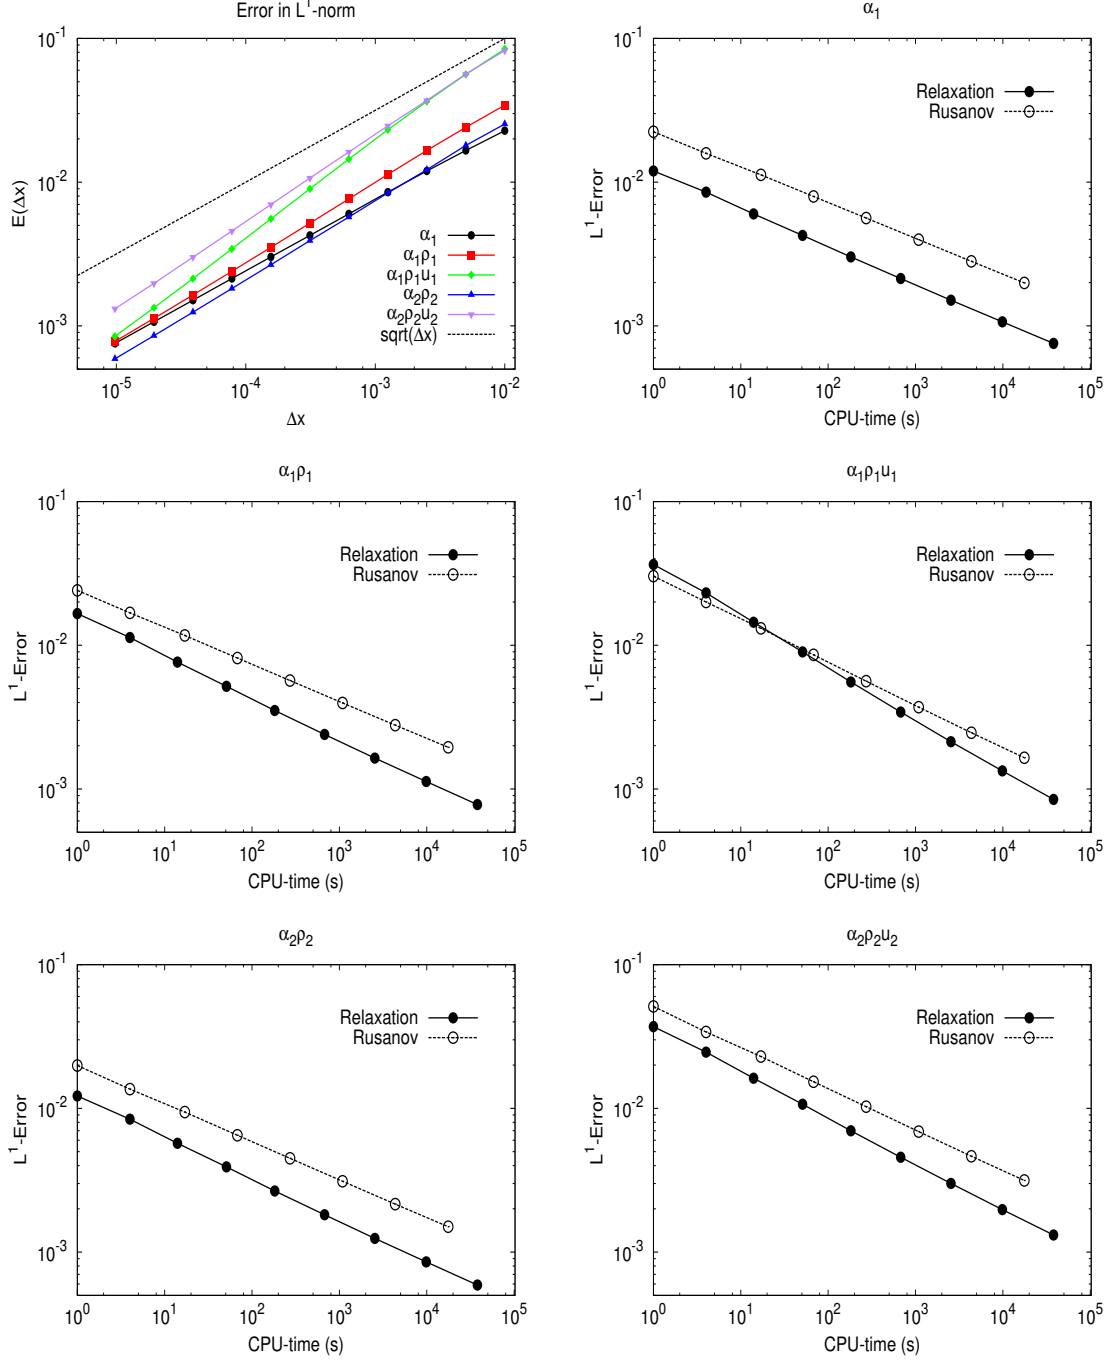 Error in L¹-norm
10⁻¹
10⁻²
10⁻³
E(Δx)
α₁
α₁ρ₁
α₁ρ₁u₁
α₂ρ₂
α₂ρ₂u₂
sqrt(Δx)
10⁻⁵ 10⁻⁴ 10⁻³ 10⁻²
Δx
α₁
10⁻¹
10⁻²
10⁻³
L¹-Error
Relaxation
Rusanov
10⁰ 10¹ 10² 10³ 10⁴ 10⁵
CPU-time (s)
α₁ρ₁
10⁻¹
10⁻²
10⁻³
L¹-Error
Relaxation
Rusanov
10⁰ 10¹ 10² 10³ 10⁴ 10⁵
CPU-time (s)
α₁ρ₁u₁
10⁻¹
10⁻²
10⁻³
L¹-Error
Relaxation
Rusanov
10⁰ 10¹ 10² 10³ 10⁴ 10⁵
CPU-time (s)
α₂ρ₂
10⁻¹
10⁻²
10⁻³
L¹-Error
Relaxation
Rusanov
10⁰ 10¹ 10² 10³ 10⁴ 10⁵
CPU-time (s)
α₂ρ₂u₂
10⁻¹
10⁻²
10⁻³
L¹-Error
Relaxation
Rusanov
10⁰ 10¹ 10² 10³ 10⁴ 10⁵
CPU-time (s)